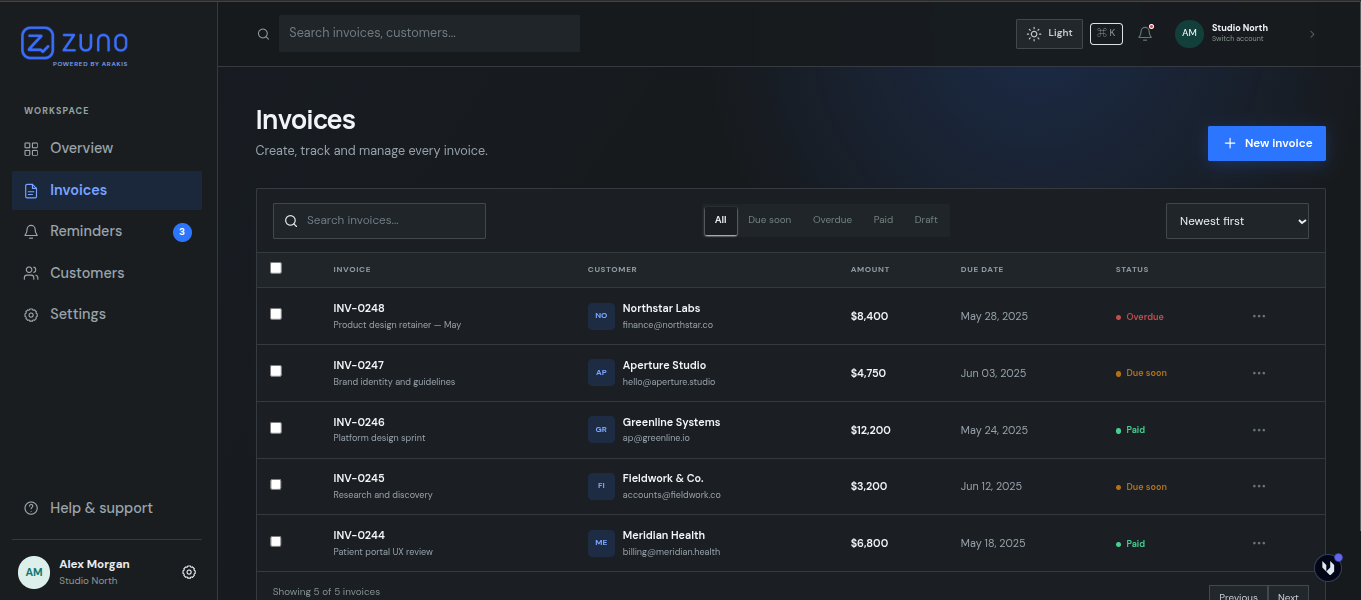 ZUNO
POWERED BY ARAKIS
Search invoices, customers...
Light
⌘ K
AM
Studio North
Switch account
WORKSPACE
Overview
Invoices
Reminders
3
Customers
Settings
Help & support
AM
Alex Morgan
Studio North
Invoices
Create, track and manage every invoice.
New invoice
Search invoices...
All
Due soon
Overdue
Paid
Draft
Newest first
INVOICE CUSTOMER AMOUNT DUE DATE STATUS
INV-0248
Product design retainer — May
NO
Northstar Labs
finance@northstar.co
$8,400
May 28, 2025
Overdue
INV-0247
Brand identity and guidelines
AP
Aperture Studio
hello@aperture.studio
$4,750
Jun 03, 2025
Due soon
INV-0246
Platform design sprint
GR
Greenline Systems
ap@greenline.io
$12,200
May 24, 2025
Paid
INV-0245
Research and discovery
FI
Fieldwork & Co.
accounts@fieldwork.co
$3,200
Jun 12, 2025
Due soon
INV-0244
Patient portal UX review
ME
Meridian Health
billing@meridian.health
$6,800
May 18, 2025
Paid
Showing 5 of 5 invoices
Previous
Next